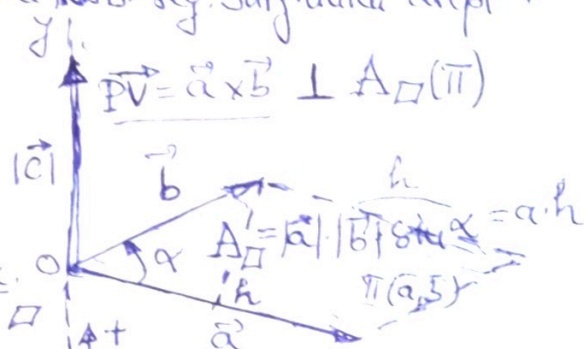 y
PV⃗ = a⃗ x b⃗ ⊥ A▱(π)
|c⃗|
b⃗
h
O
α
A▱ = |a⃗|·|b⃗| sin α = a·h
h
π(a⃗,b⃗)
▱
+
a⃗